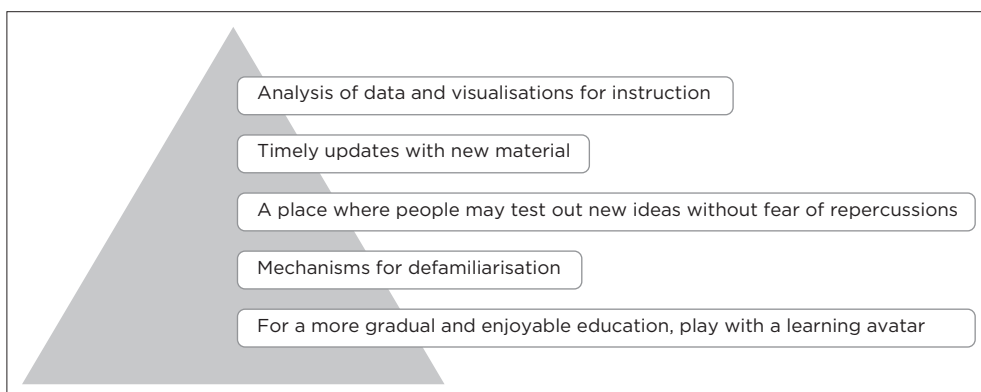 Analysis of data and visualisations for instruction
Timely updates with new material
A place where people may test out new ideas without fear of repercussions
Mechanisms for defamiliarisation
For a more gradual and enjoyable education, play with a learning avatar